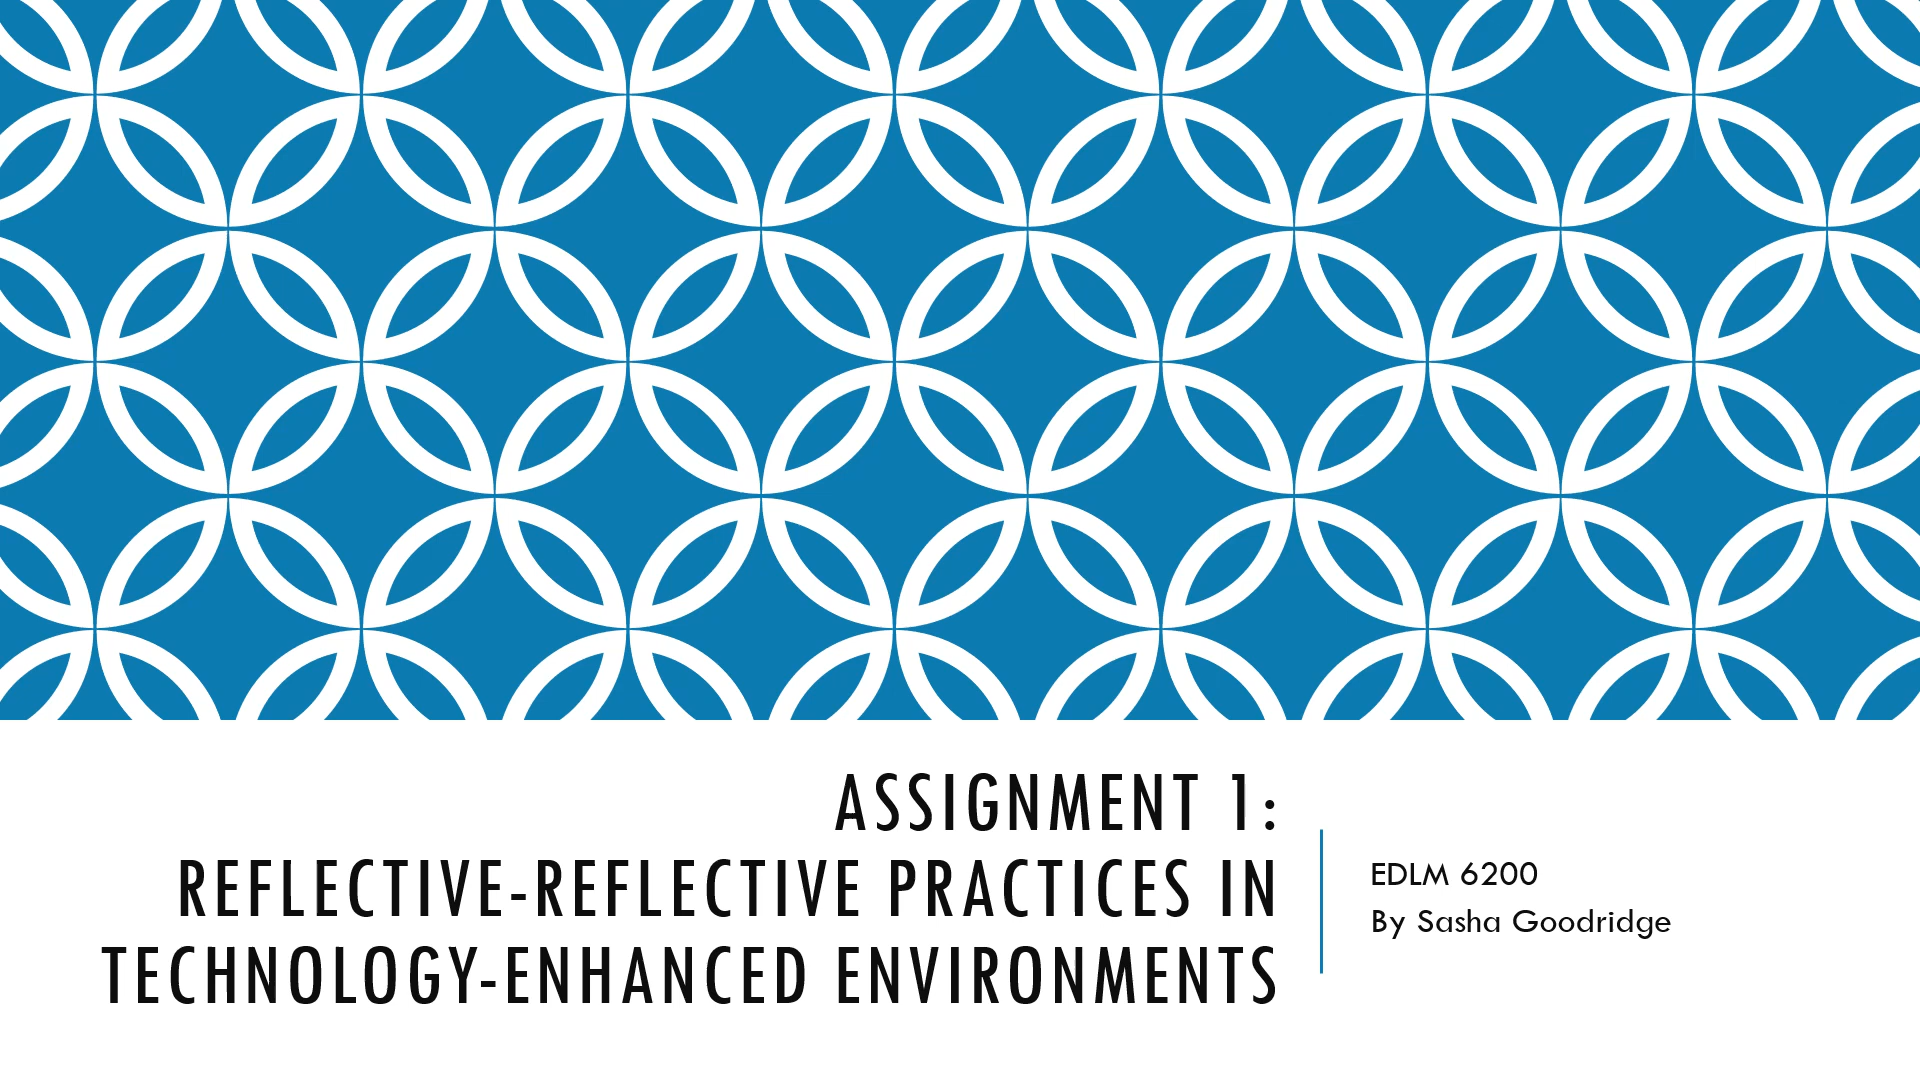 ASSIGNMENT 1:
REFLECTIVE-REFLECTIVE PRACTICES IN
TECHNOLOGY-ENHANCED ENVIRONMENTS
EDLM 6200
By Sasha Goodridge